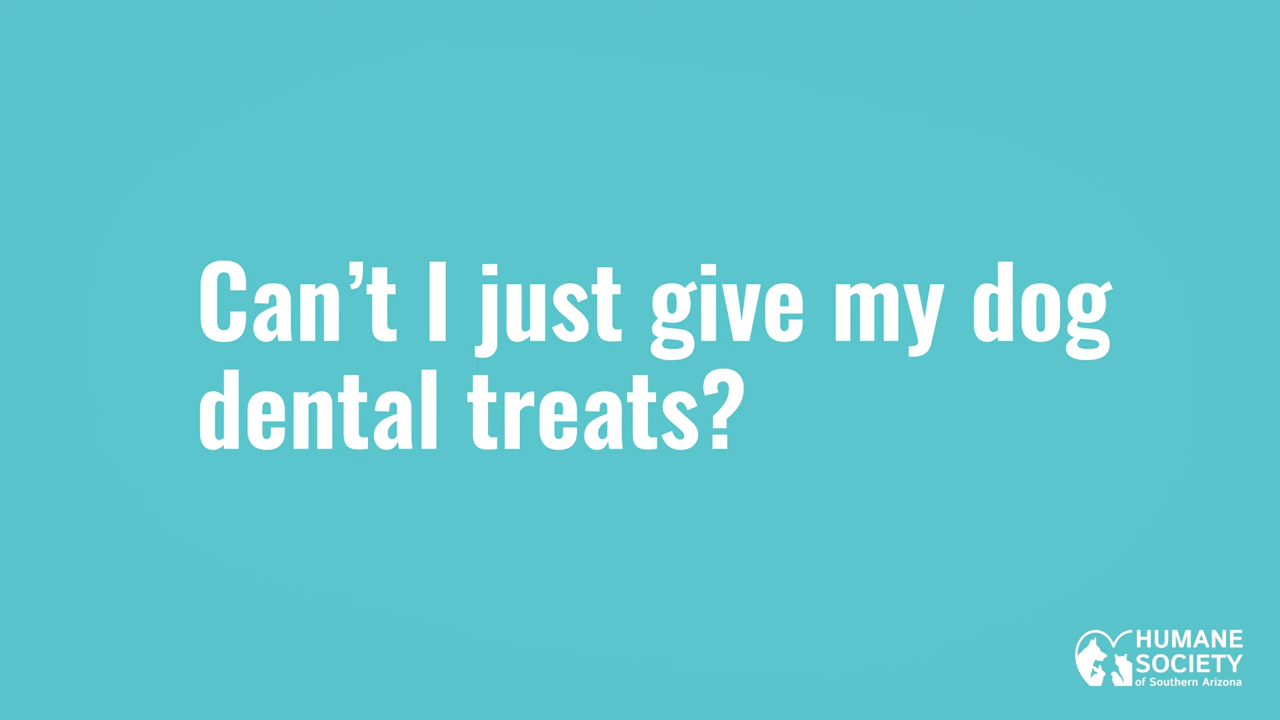 Can’t I just give my dog
dental treats?
HUMANE
SOCIETY
of Southern Arizona